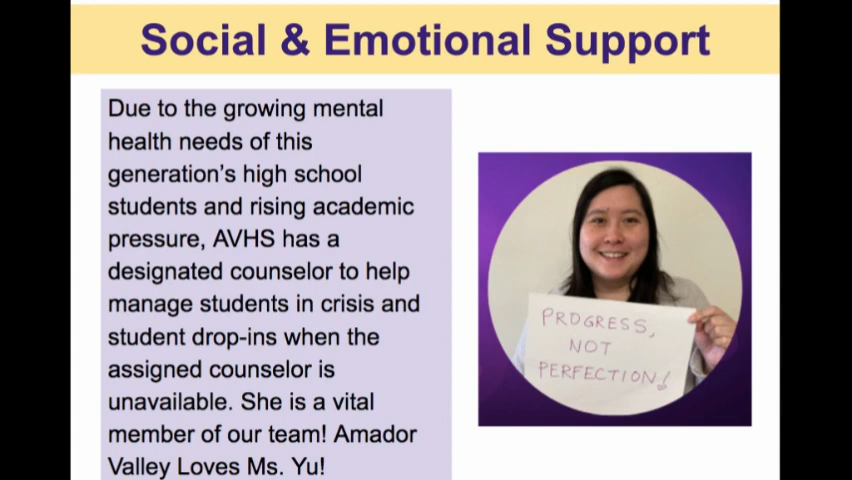 Social & Emotional Support
Due to the growing mental
health needs of this
generation’s high school
students and rising academic
pressure, AVHS has a
designated counselor to help
manage students in crisis and
student drop-ins when the
assigned counselor is
unavailable. She is a vital
member of our team! Amador
Valley Loves Ms. Yu!
PROGRESS,
NOT
PERFECTION!